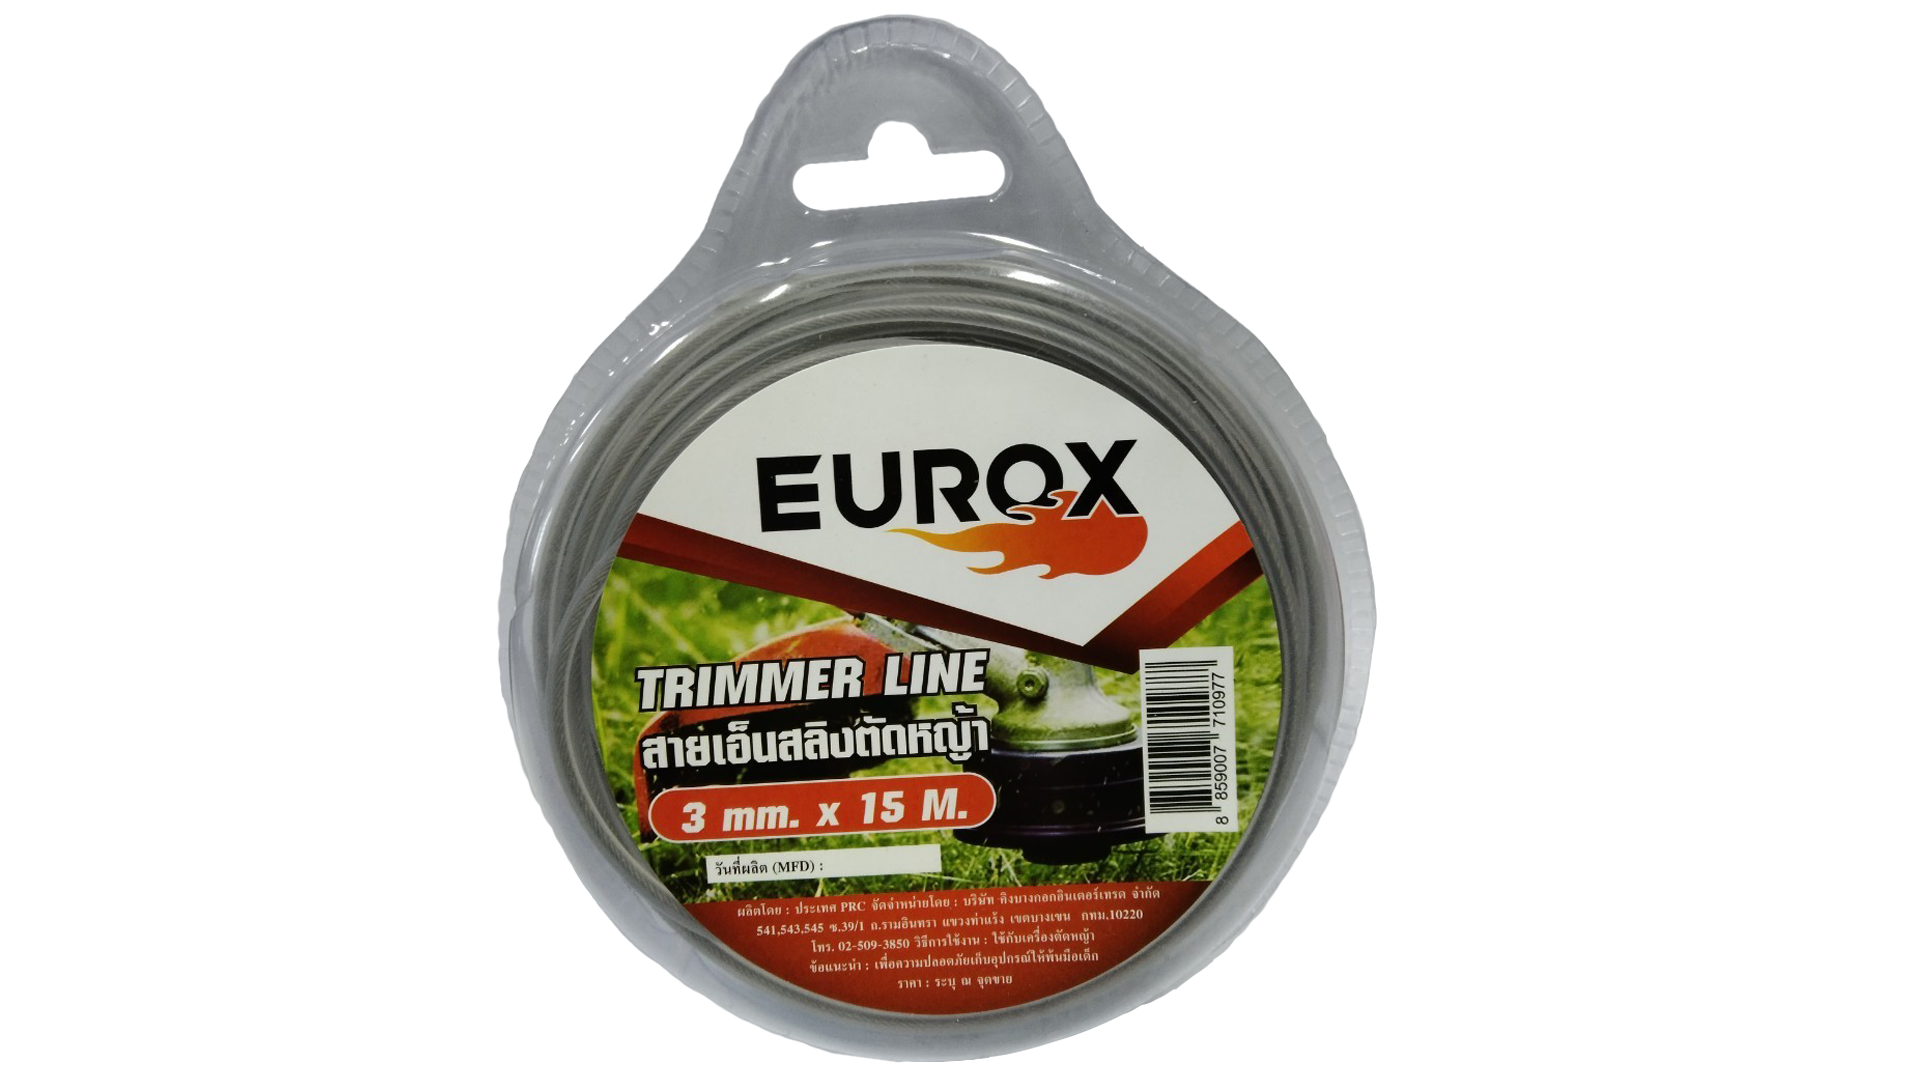 EUROX
TRIMMER LINE
สายเอ็นสลิงตัดหญ้า
3 mm. x 15 M.
วันที่ผลิต (MFD) :
8 859007 710977
ผลิตโดย : ประเทศ PRC จัดจำหน่ายโดย : บริษัท คิงบางกอกอินเตอร์เทรด จำกัด
541,543,545 ซ.39/1 ถ.รามอินทรา แขวงท่าแร้ง เขตบางเขน กทม.10220
โทร. 02-509-3850 วิธีการใช้งาน : ใช้กับเครื่องตัดหญ้า
ข้อแนะนำ : เพื่อความปลอดภัยเก็บอุปกรณ์ให้พ้นมือเด็ก
ราคา : ระบุ ณ จุดขาย